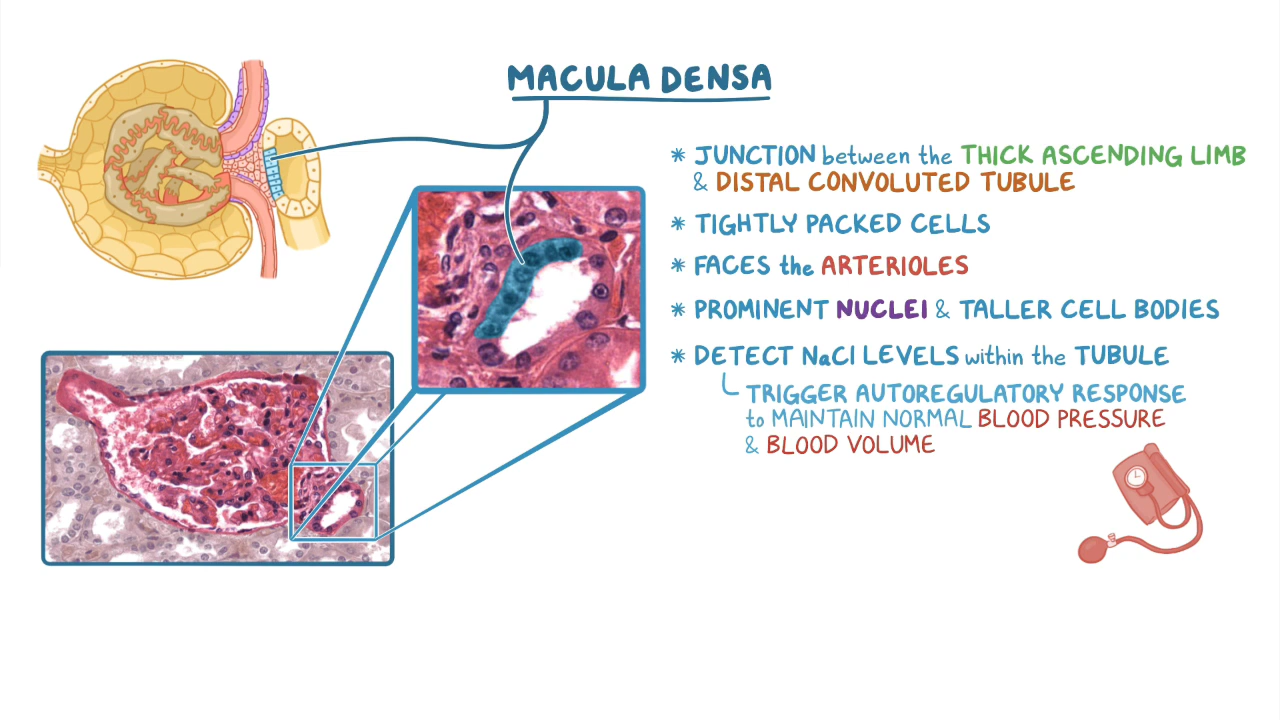 MACULA DENSA
* JUNCTION between the THICK ASCENDING LIMB
& DISTAL CONVOLUTED TUBULE
* TIGHTLY PACKED CELLS
* FACES the ARTERIOLES
* PROMINENT NUCLEI & TALLER CELL BODIES
* DETECT NaCl LEVELS within the TUBULE
TRIGGER AUTOREGULATORY RESPONSE
to MAINTAIN NORMAL BLOOD PRESSURE
& BLOOD VOLUME